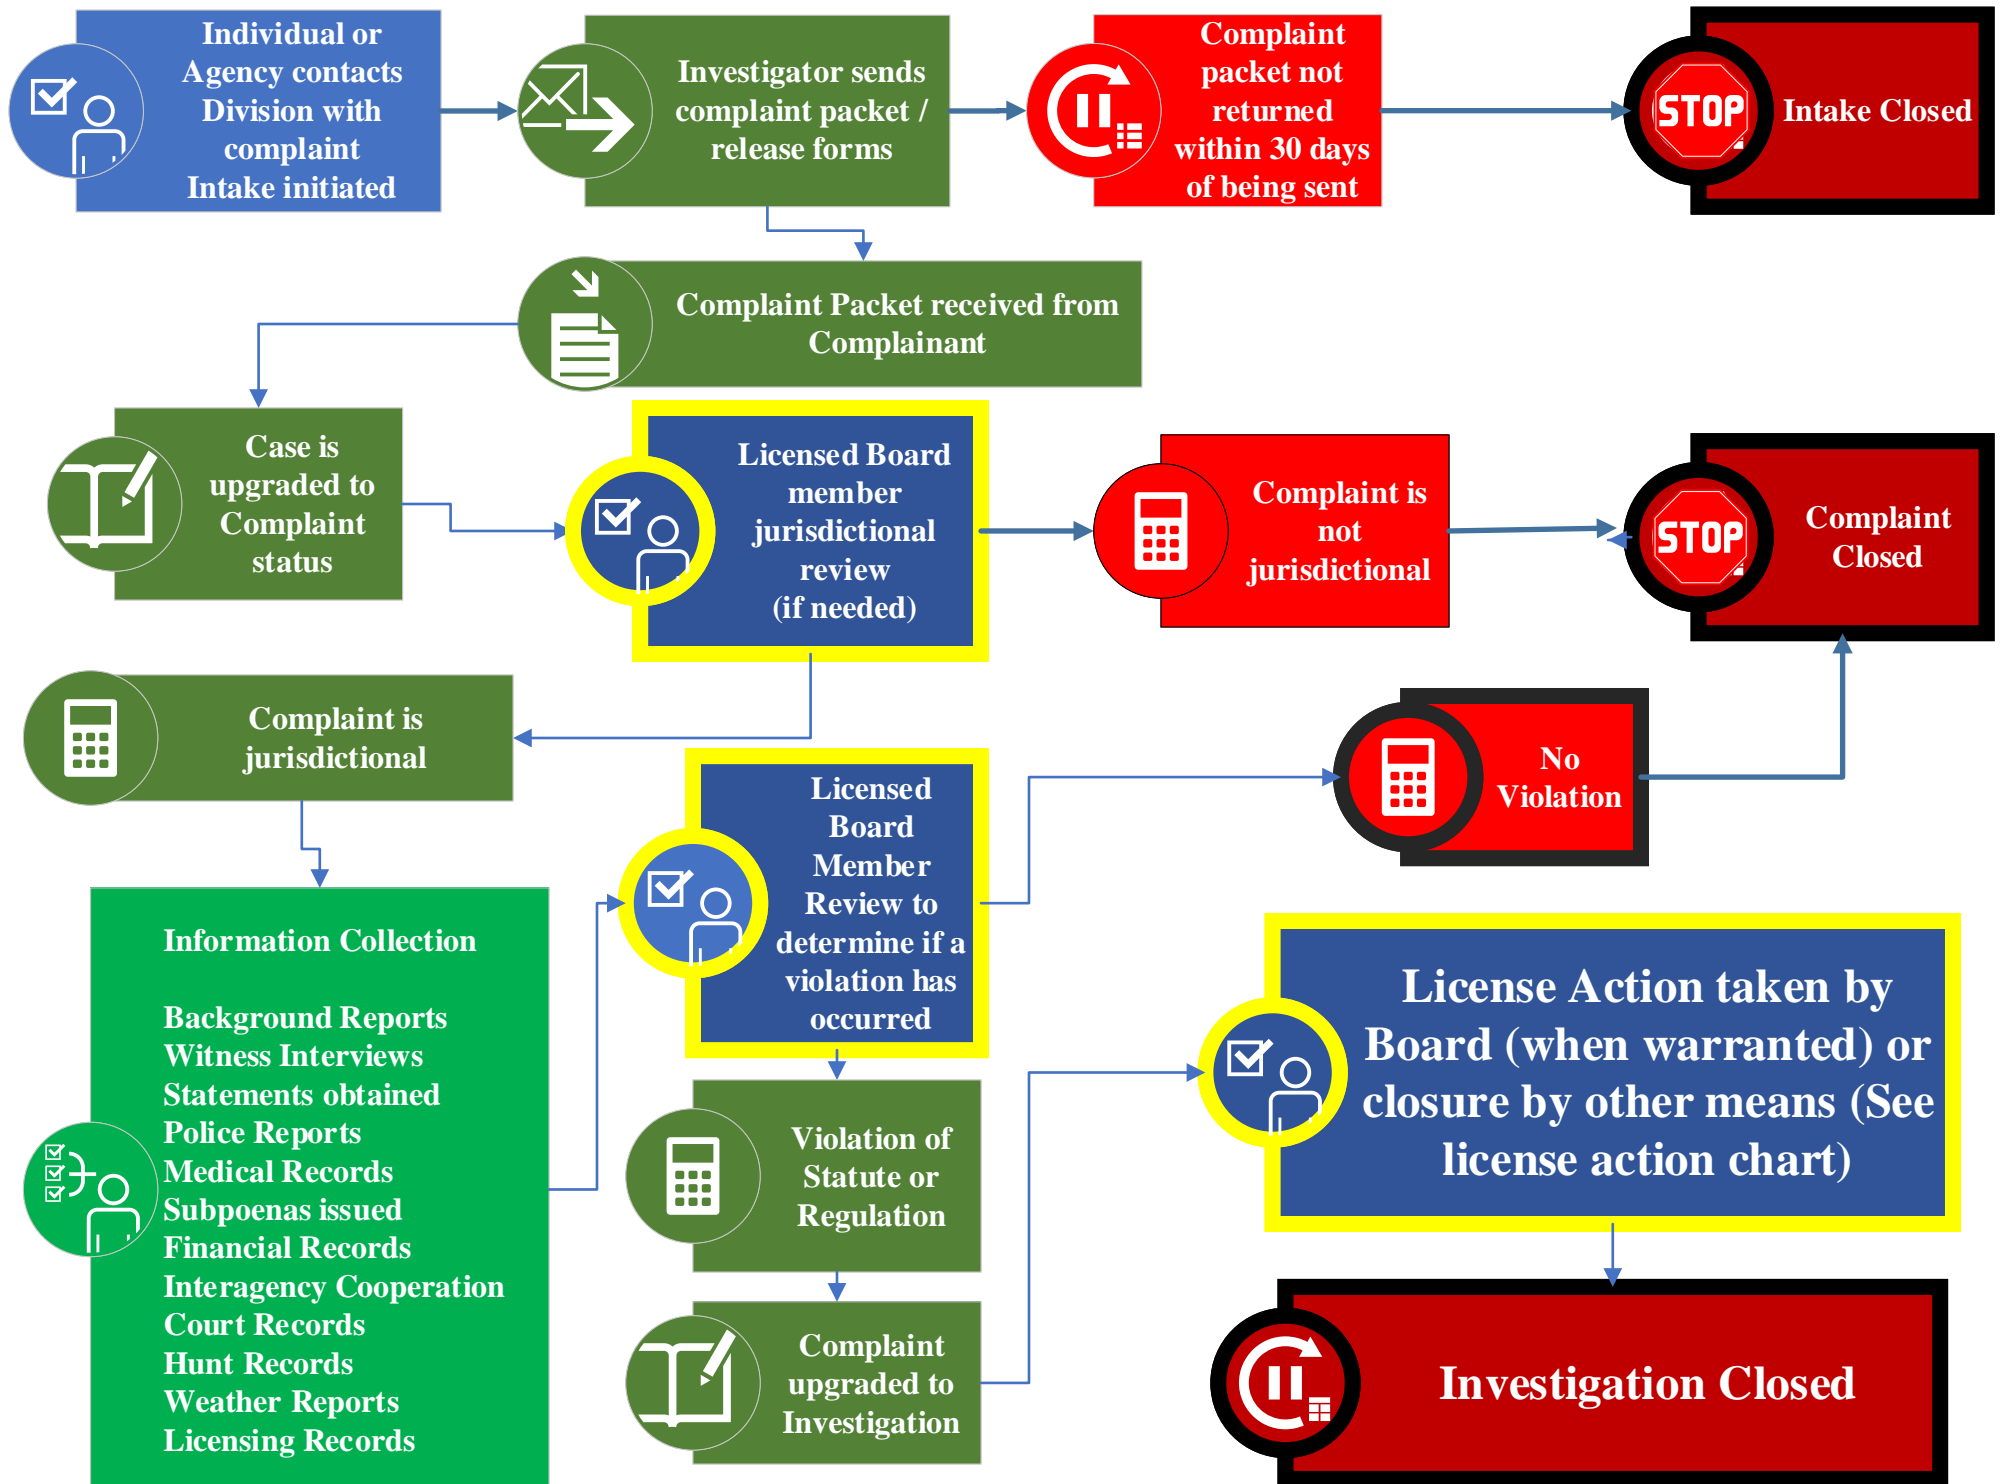 Individual or
Agency contacts
Division with
complaint
Intake initiated
Investigator sends
complaint packet /
release forms
Complaint
packet not
returned
within 30 days
of being sent
STOP
Intake Closed
Complaint Packet received from
Complainant
Case is
upgraded to
Complaint
status
Licensed Board
member
jurisdictional
review
(if needed)
Complaint is
not
jurisdictional
STOP
Complaint
Closed
Complaint is
jurisdictional
Licensed
Board
Member
Review to
determine if a
violation has
occurred
No
Violation
Information Collection
Background Reports
Witness Interviews
Statements obtained
Police Reports
Medical Records
Subpoenas issued
Financial Records
Interagency Cooperation
Court Records
Hunt Records
Weather Reports
Licensing Records
Violation of
Statute or
Regulation
Complaint
upgraded to
Investigation
License Action taken by
Board (when warranted) or
closure by other means (See
license action chart)
Investigation Closed